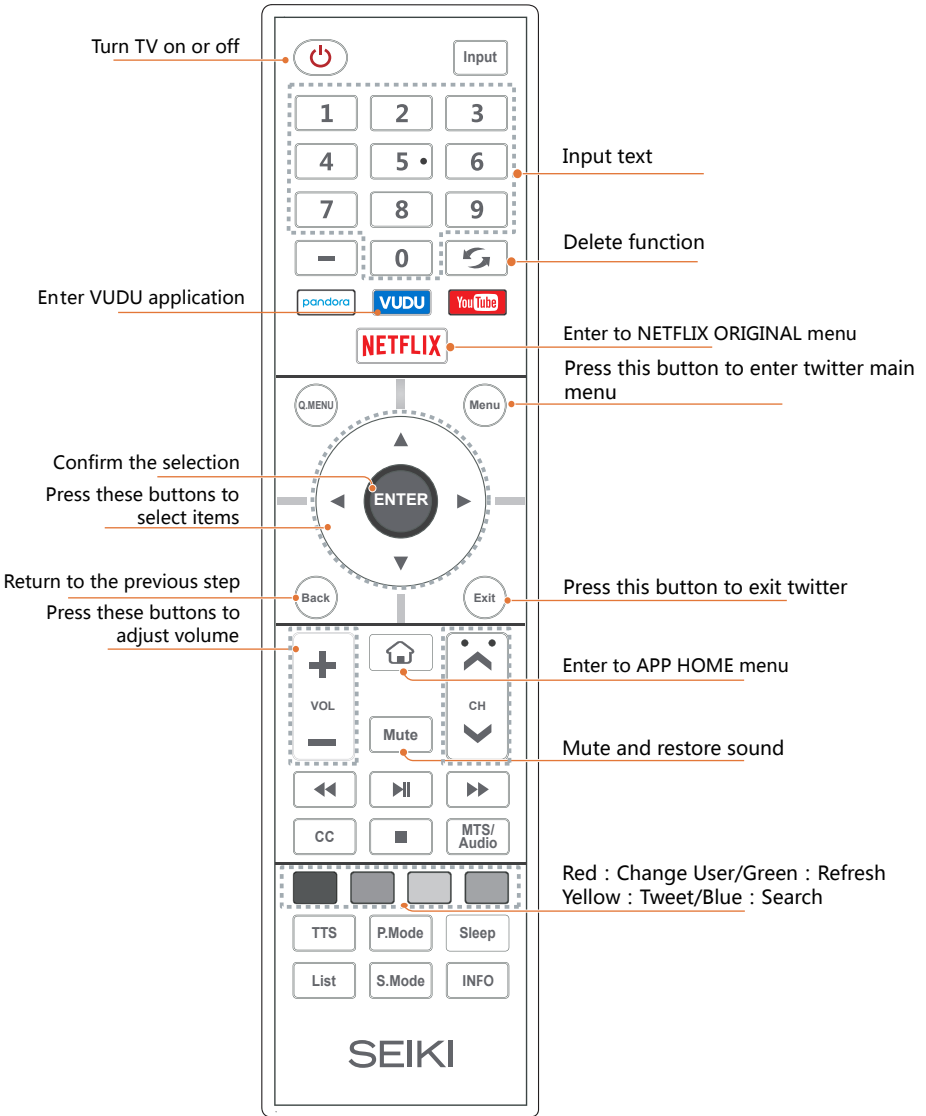 Turn TV on or off
Input
1 2 3
4 5 6
Input text
7 8 9
Delete function
– 0
Enter VUDU application
pandora VUDU YouTube
NETFLIX
Enter to NETFLIX ORIGINAL menu
Press this button to enter twitter main
menu
Q.MENU
Menu
Confirm the selection
ENTER
Press these buttons to
select items
Return to the previous step
Back
Exit
Press this button to exit twitter
Press these buttons to
adjust volume
Enter to APP HOME menu
VOL
CH
Mute
Mute and restore sound
CC
MTS/
Audio
Red : Change User/Green : Refresh
Yellow : Tweet/Blue : Search
TTS P.Mode Sleep
List S.Mode INFO
SEIKI